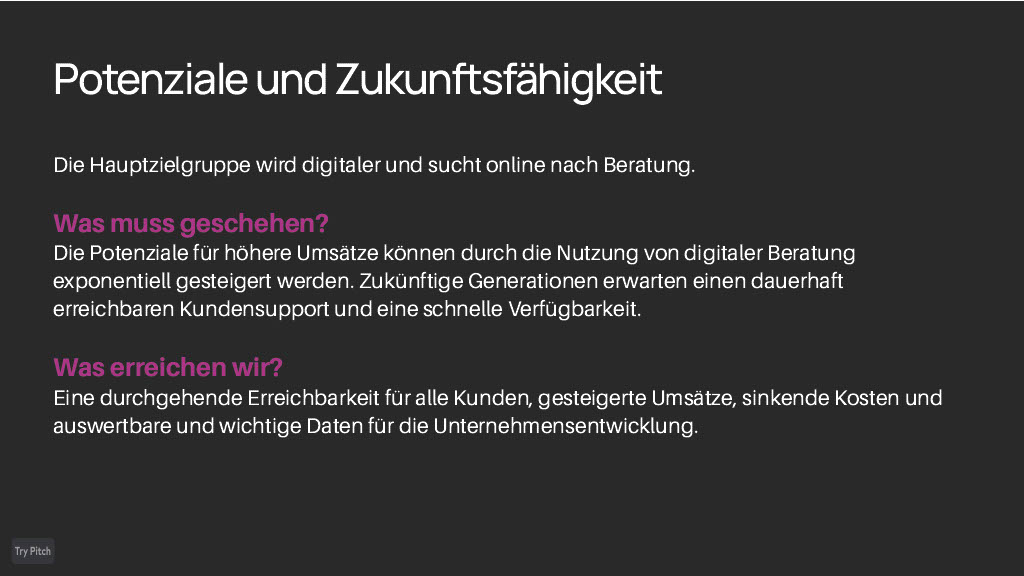 Potenziale und Zukunftsfähigkeit
Die Hauptzielgruppe wird digitaler und sucht online nach Beratung.
Was muss geschehen?
Die Potenziale für höhere Umsätze können durch die Nutzung von digitaler Beratung
exponentiell gesteigert werden. Zukünftige Generationen erwarten einen dauerhaft
erreichbaren Kundensupport und eine schnelle Verfügbarkeit.
Was erreichen wir?
Eine durchgehende Erreichbarkeit für alle Kunden, gesteigerte Umsätze, sinkende Kosten und
auswertbare und wichtige Daten für die Unternehmensentwicklung.
Try Pitch